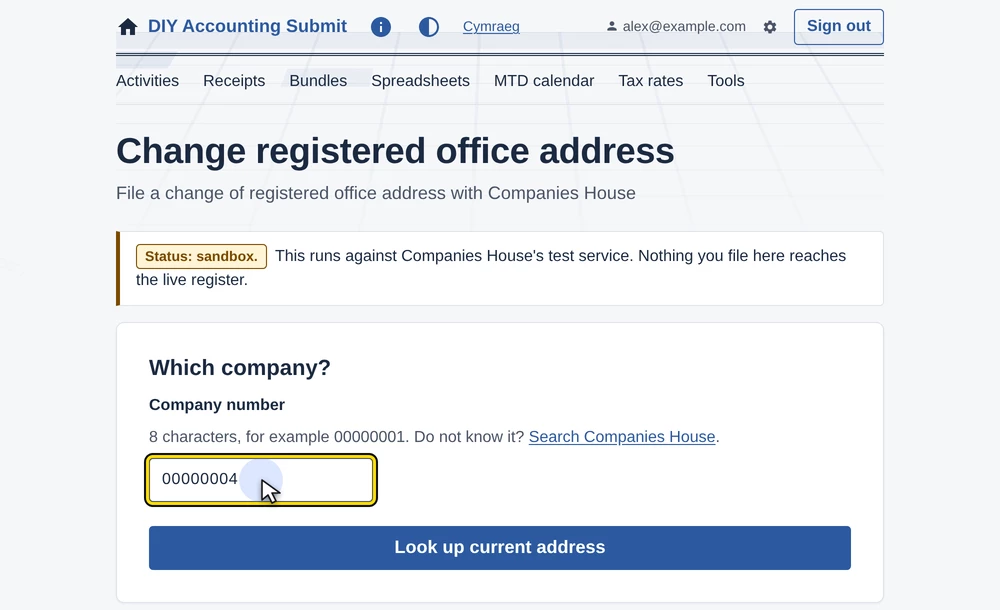 DIY Accounting Submit
Cymraeg
alex@example.com
Sign out
Activities
Receipts
Bundles
Spreadsheets
MTD calendar
Tax rates
Tools
Change registered office address
File a change of registered office address with Companies House
Status: sandbox. This runs against Companies House's test service. Nothing you file here reaches
the live register.
Which company?
Company number
8 characters, for example 00000001. Do not know it? Search Companies House.
00000004
Look up current address